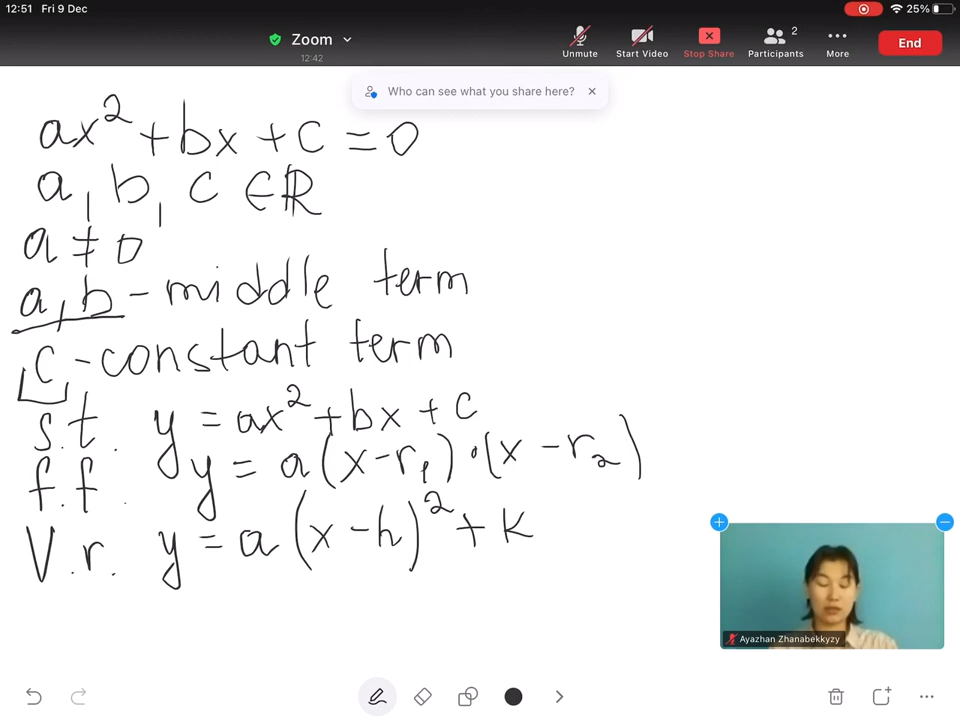 12:51 Fri 9 Dec
25%
Zoom
12:42
Unmute
Start Video
Stop Share
Participants
2
More
End
Who can see what you share here?
ax² + bx + c = 0
a, b, c ∈ ℝ
a ≠ 0
a, b - middle term
c - constant term
s.t. y = ax² + bx + c
f.f. y = a(x - r₁) · (x - r₂)
V.r. y = a(x - h)² + k
Ayazhan Zhanabekkyzy